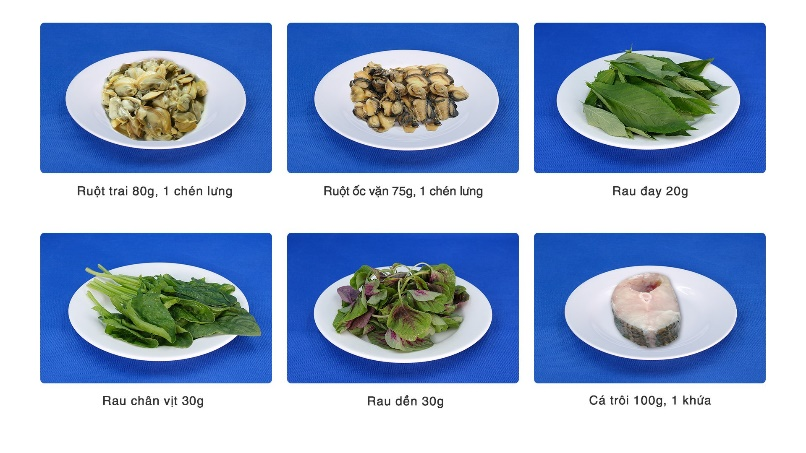 Ruột trai 80g, 1 chén lưng
Ruột ốc vặn 75g, 1 chén lưng
Rau đay 20g
Rau chân vịt 30g
Rau dền 30g
Cá trôi 100g, 1 khứa